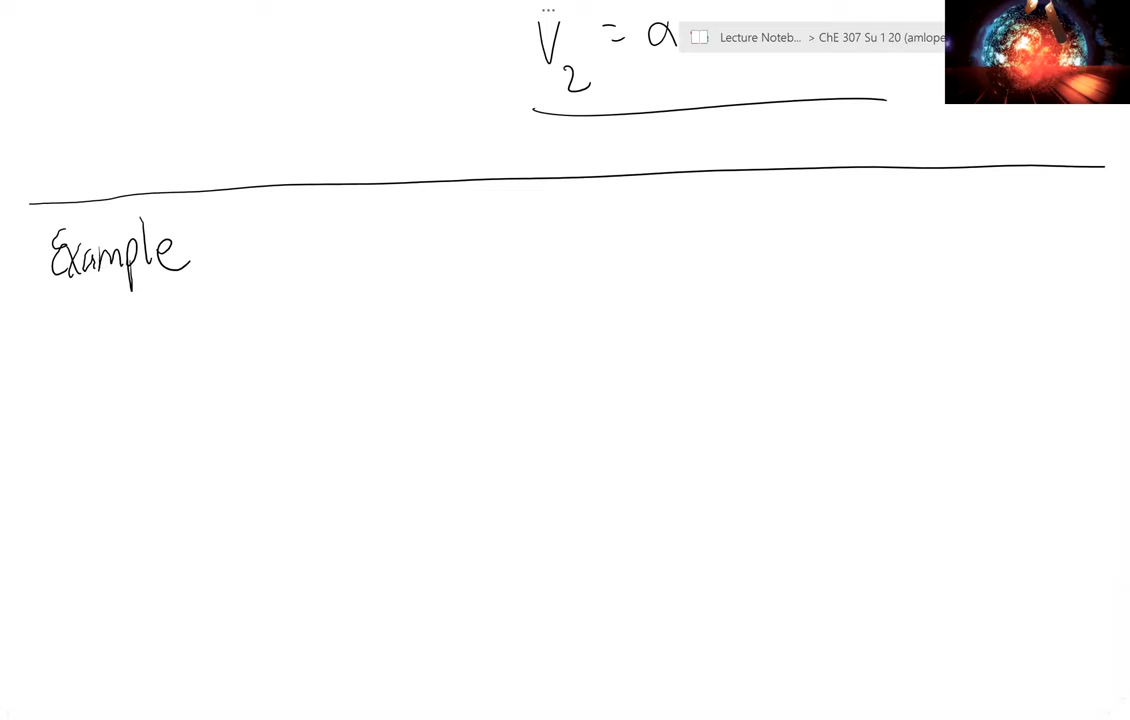 V₂ = α
Lecture Noteb... > ChE 307 Su 1 20 (amlope
Example